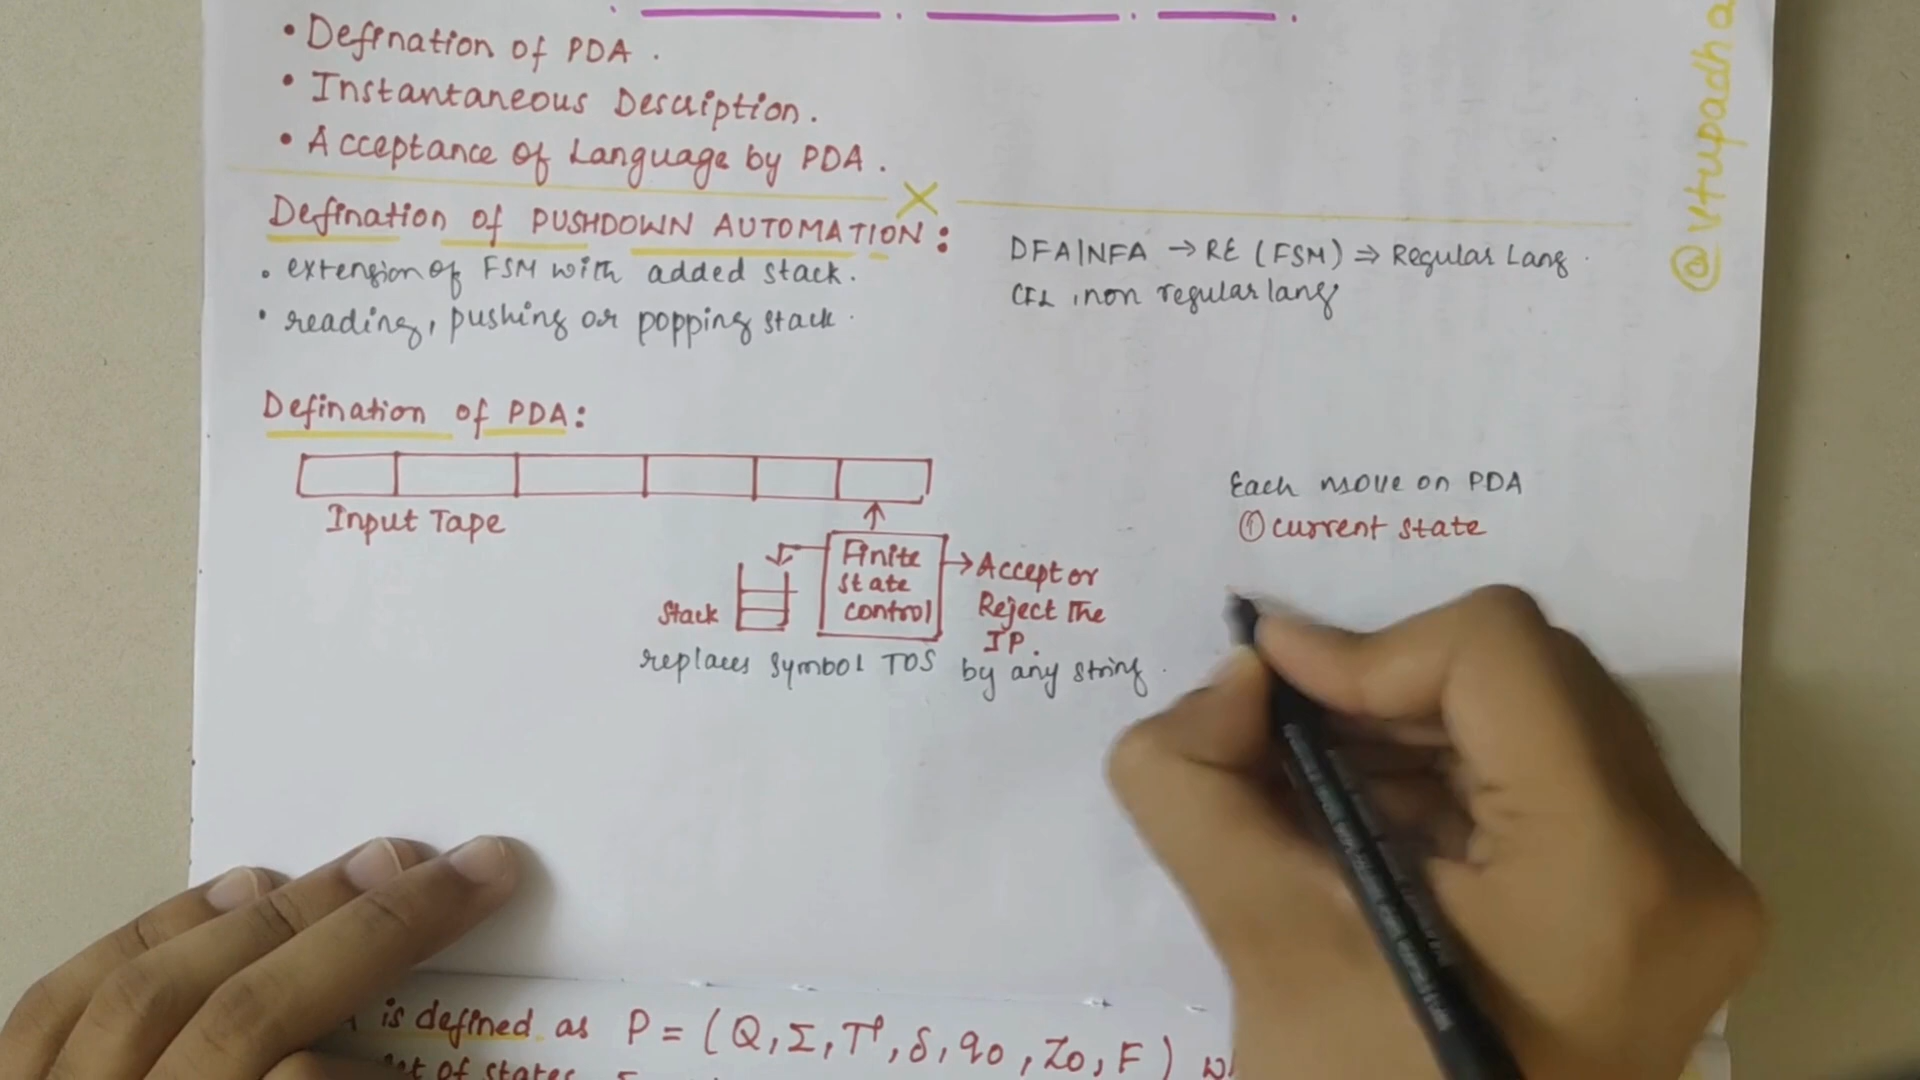 • Defination of PDA .
• Instantaneous Description.
• Acceptance of Language by PDA .
Defination of PUSHDOWN AUTOMATION :
• extension of FSM with added stack.
• reading, pushing or popping stack.
DFA|NFA → RE (FSM) ⇒ Regular Lang.
CFL, non regular lang
Defination of PDA:
Input Tape
Stack
Finite
state
control
→ Accept or
Reject the
IP.
replaces symbol TOS by any string.
Each move on PDA
① current state
is defined as P = (Q, Σ, Γ, δ, q0, Z0, F)
of states
@vtupadha